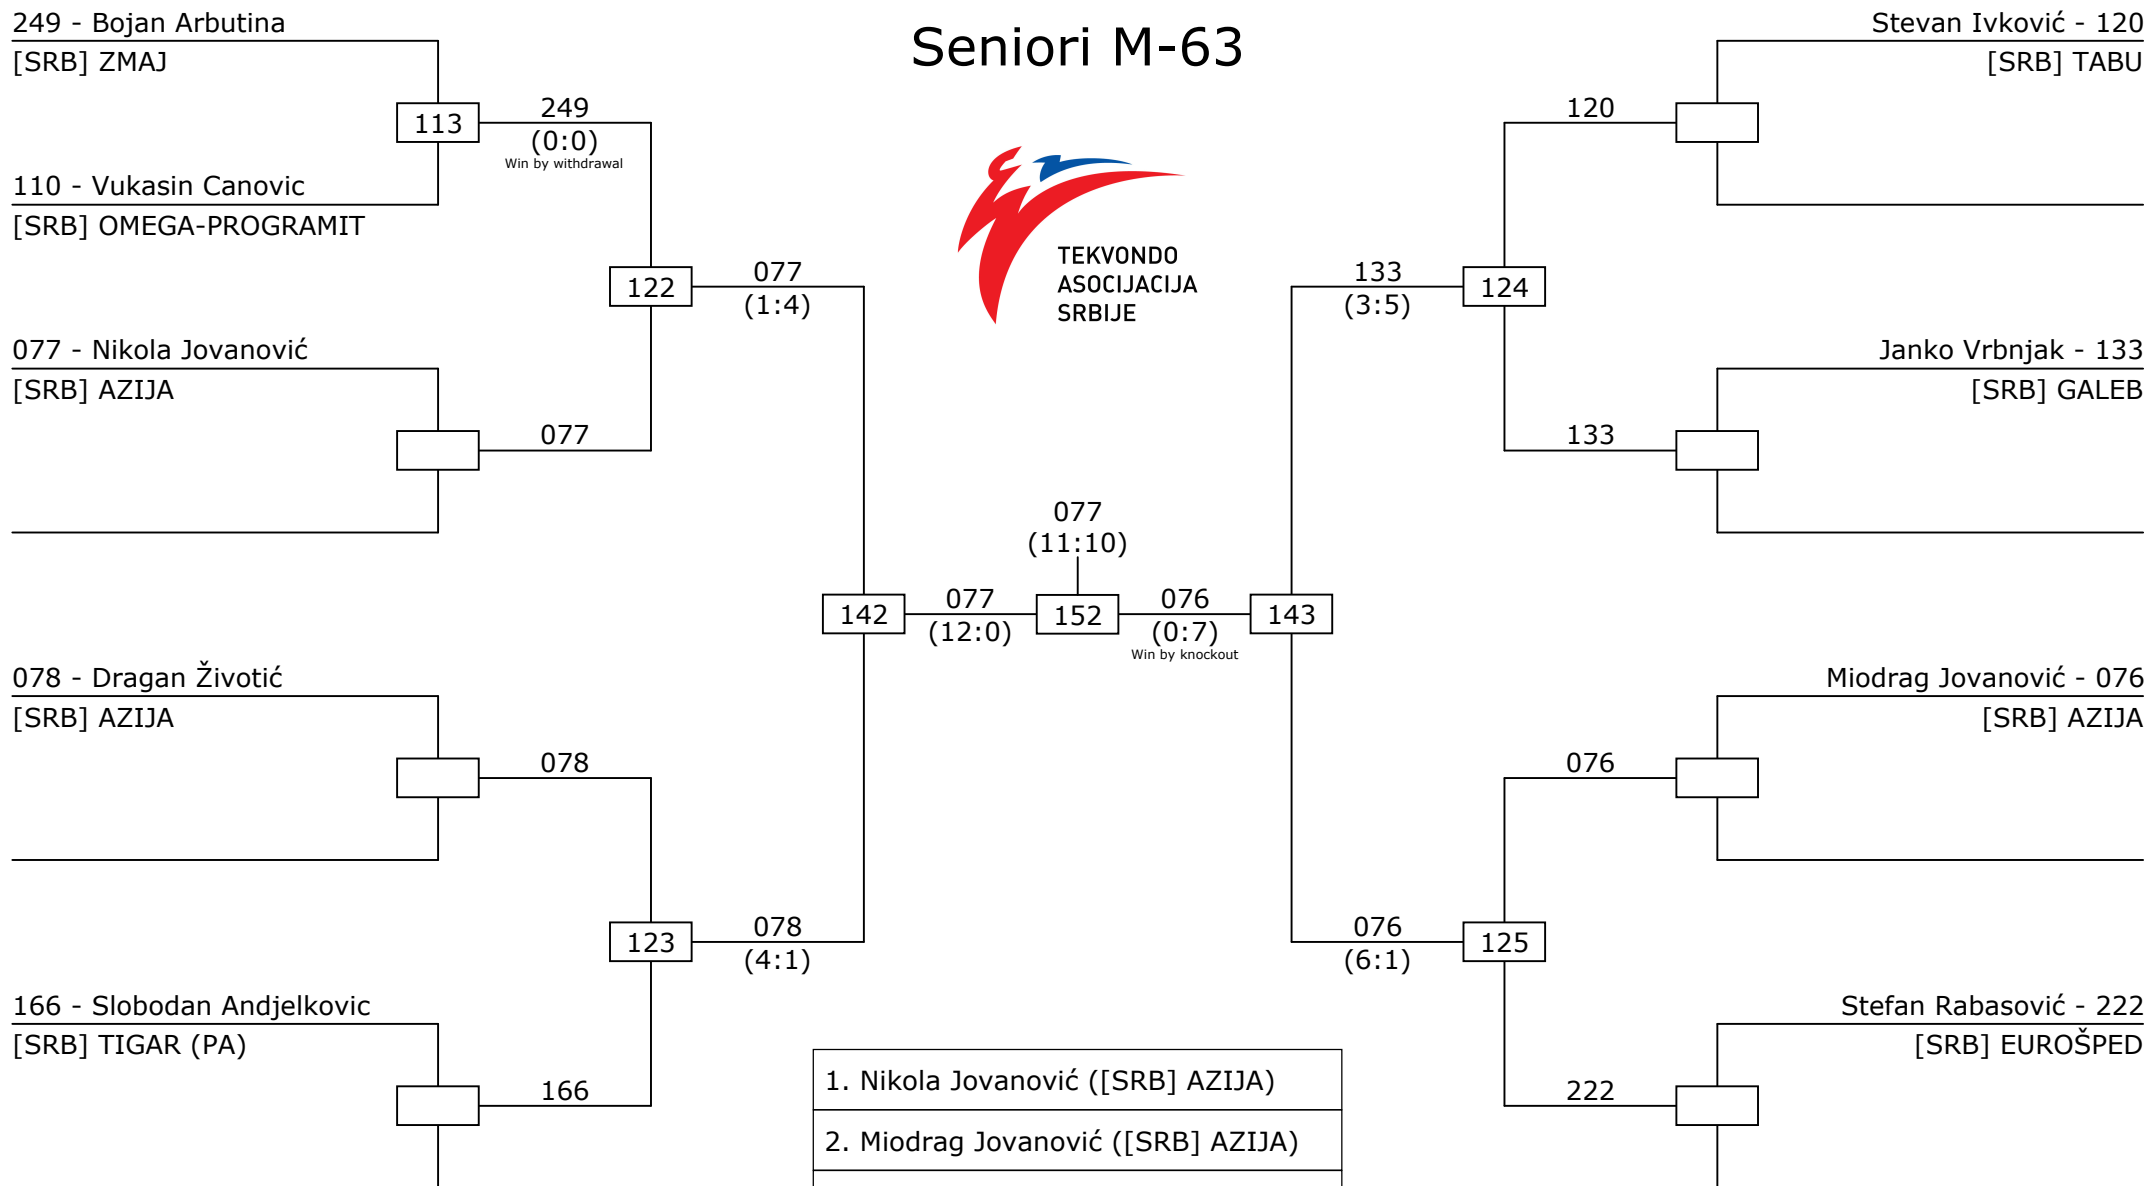 Seniori M-63
249 - Bojan Arbutina
[SRB] ZMAJ
110 - Vukasin Canovic
[SRB] OMEGA-PROGRAMIT
077 - Nikola Jovanović
[SRB] AZIJA
078 - Dragan Životić
[SRB] AZIJA
166 - Slobodan Andjelkovic
[SRB] TIGAR (PA)
113
249
(0:0)
Win by withdrawal
077
078
166
122
077
(1:4)
123
078
(4:1)
142
077
(12:0)
TEKVONDO
ASOCIJACIJA
SRBIJE
077
(11:10)
152
076
(0:7)
Win by knockout
143
133
(3:5)
124
076
(6:1)
125
120
133
076
222
Stevan Ivković - 120
[SRB] TABU
Janko Vrbnjak - 133
[SRB] GALEB
Miodrag Jovanović - 076
[SRB] AZIJA
Stefan Rabasović - 222
[SRB] EUROŠPED
1. Nikola Jovanović ([SRB] AZIJA)
2. Miodrag Jovanović ([SRB] AZIJA)